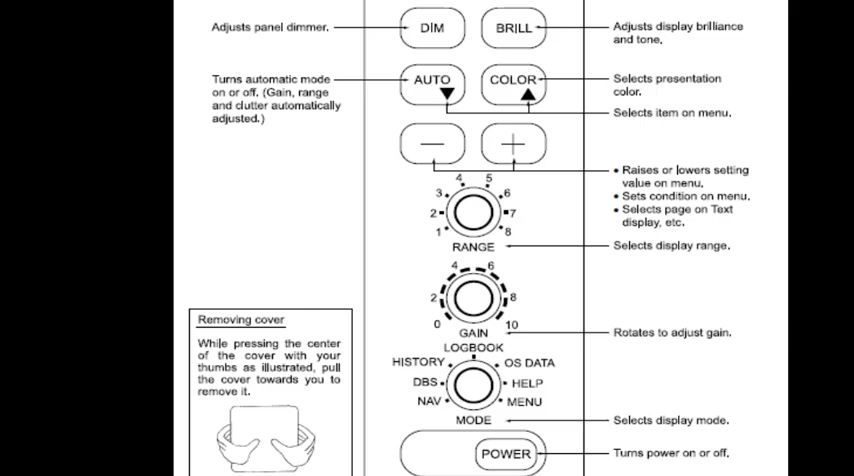 Adjusts panel dimmer.
DIM
BRILL
Adjusts display brilliance
and tone.
Turns automatic mode
on or off. (Gain, range
and clutter automatically
adjusted.)
AUTO
COLOR
Selects presentation
color.
Selects item on menu.
−
+
• Raises or lowers setting
value on menu.
• Sets condition on menu.
• Selects page on Text
display, etc.
1 2 3 4 5 6 7 8
RANGE
Selects display range.
0 2 4 6 8 10
GAIN
Rotates to adjust gain.
LOGBOOK
HISTORY
OS DATA
DBS
HELP
NAV
MENU
MODE
Selects display mode.
POWER
Turns power on or off.
Removing cover
While pressing the center
of the cover with your
thumbs as illustrated, pull
the cover towards you to
remove it.